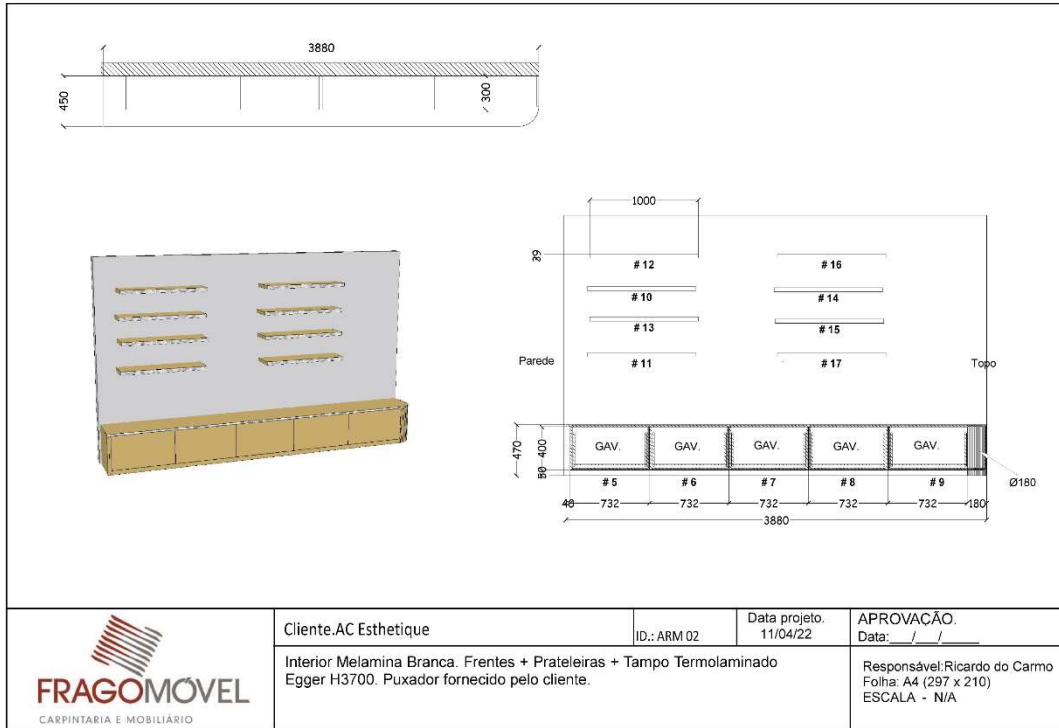 3880
450
300
1000
39
# 12
# 16
# 10
# 14
# 13
# 15
Parede
# 11
# 17
Topo
470
400
GAV.
GAV.
GAV.
GAV.
GAV.
# 5
# 6
# 7
# 8
# 9
Ø180
732
732
732
732
732
180
3880
FRAGOMÓVEL
CARPINTARIA E MOBILIÁRIO
Cliente.AC Esthetique
ID.: ARM 02
Data projeto.
11/04/22
APROVAÇÃO.
Data:___/___/_____
Interior Melamina Branca. Frentes + Prateleiras + Tampo Termolaminado
Egger H3700. Puxador fornecido pelo cliente.
Responsável:Ricardo do Carmo
Folha: A4 (297 x 210)
ESCALA - N/A